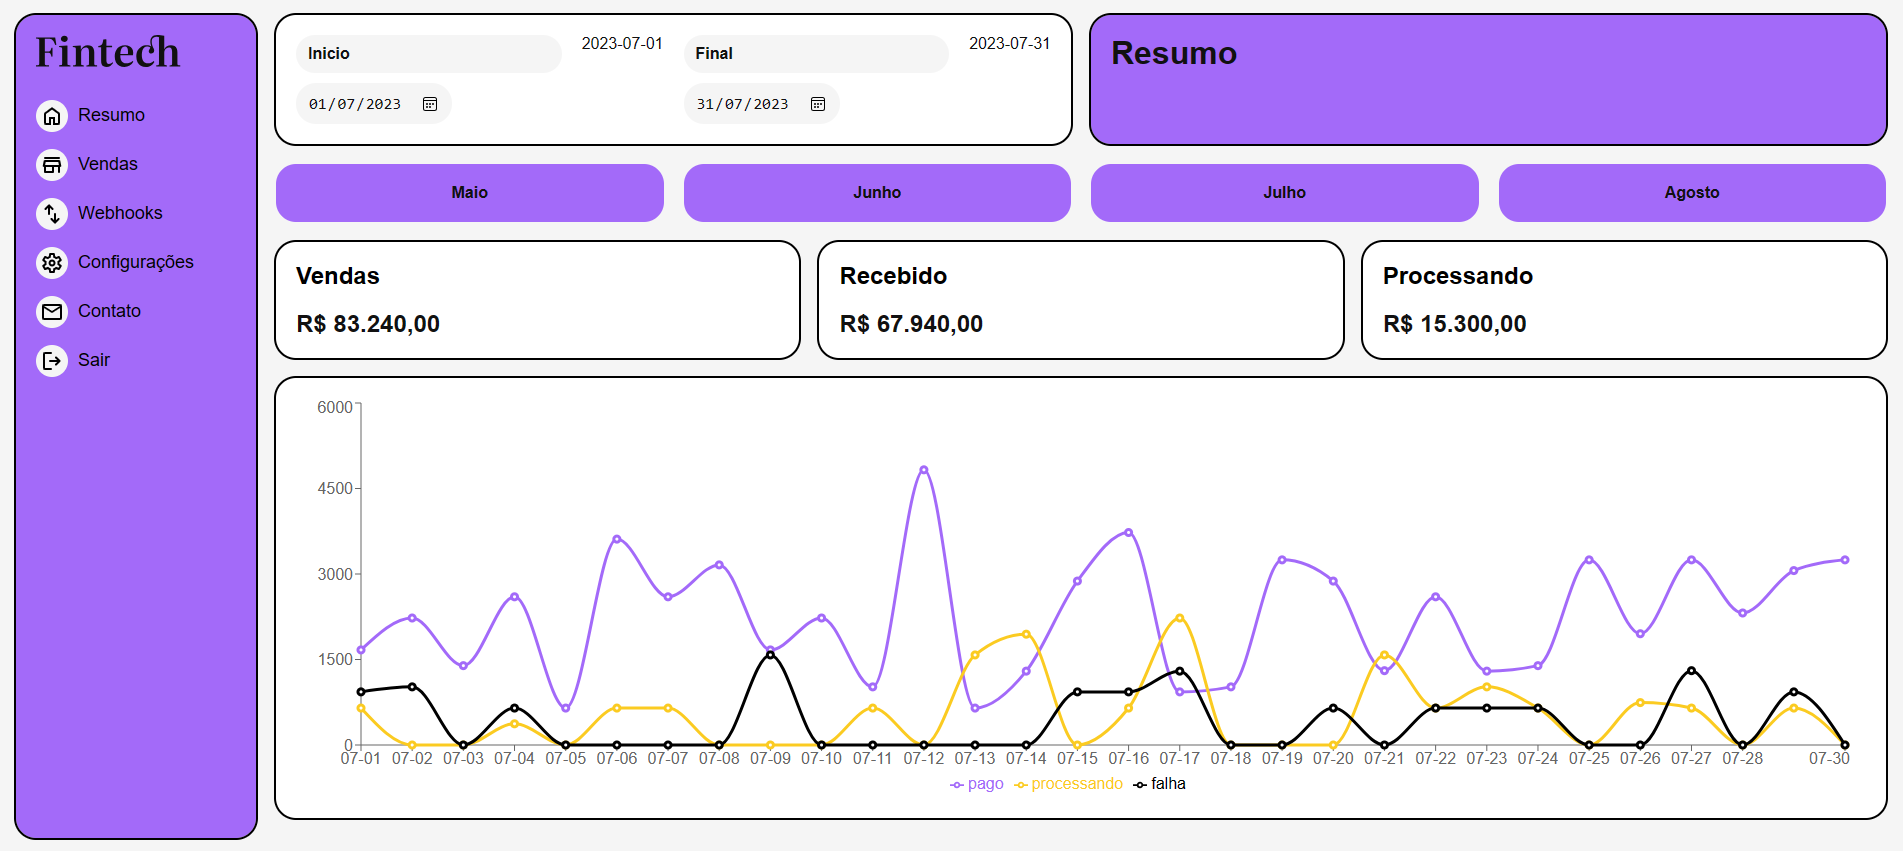 Fintech
Resumo
Vendas
Webhooks
Configurações
Contato
Sair
Inicio
2023-07-01
01/07/2023
Final
2023-07-31
31/07/2023
Resumo
Maio
Junho
Julho
Agosto
Vendas
R$ 83.240,00
Recebido
R$ 67.940,00
Processando
R$ 15.300,00
6000
4500
3000
1500
0
07-01 07-02 07-03 07-04 07-05 07-06 07-07 07-08 07-09 07-10 07-11 07-12 07-13 07-14 07-15 07-16 07-17 07-18 07-19 07-20 07-21 07-22 07-23 07-24 07-25 07-26 07-27 07-28 07-30
pago processando falha